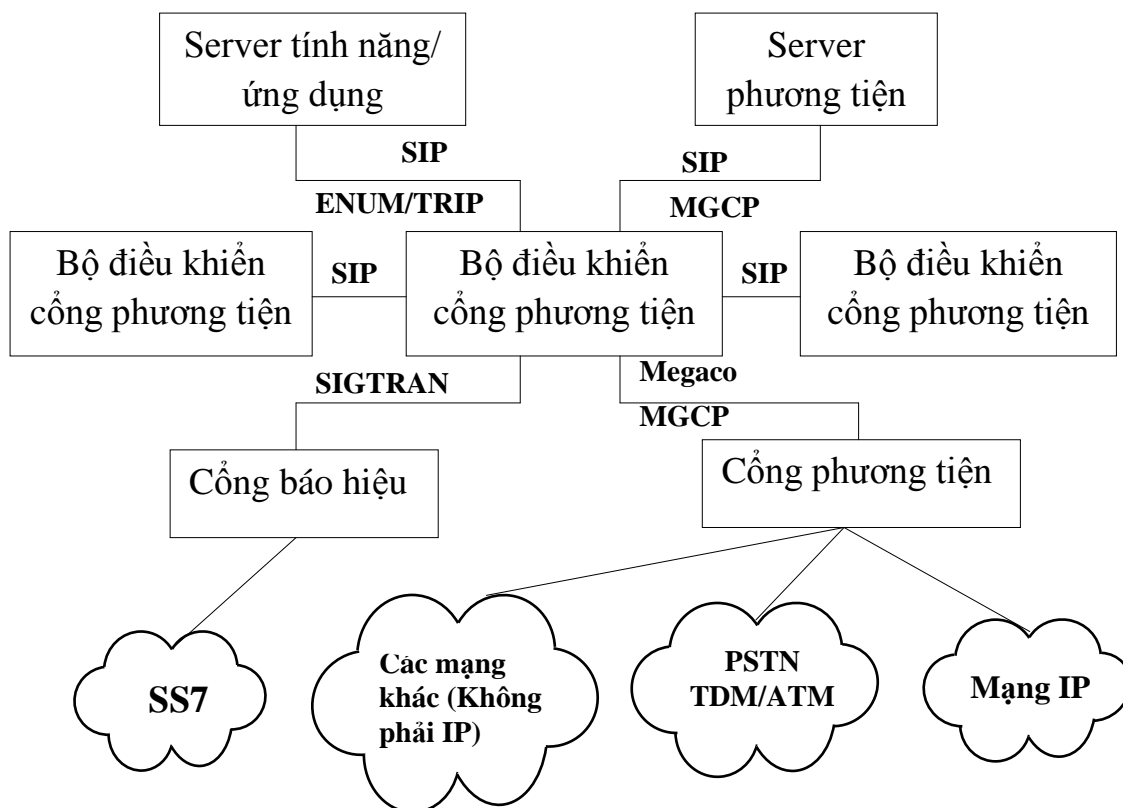 Server tính năng/
ứng dụng
Server
phương tiện
SIP
SIP
ENUM/TRIP
MGCP
Bộ điều khiển
cổng phương tiện
SIP
Bộ điều khiển
cổng phương tiện
SIP
Bộ điều khiển
cổng phương tiện
SIGTRAN
Megaco
MGCP
Cổng báo hiệu
Cổng phương tiện
SS7
Các mạng
khác (Không
phải IP)
PSTN
TDM/ATM
Mạng IP